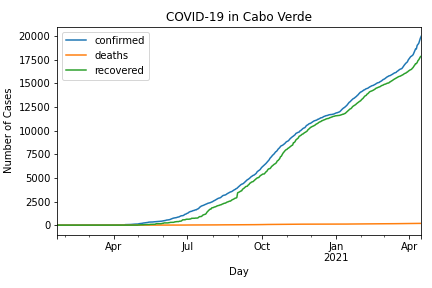 COVID-19 in Cabo Verde
confirmed
deaths
recovered
Number of Cases
20000
17500
15000
12500
10000
7500
5000
2500
0
Apr Jul Oct Jan Apr
2021
Day